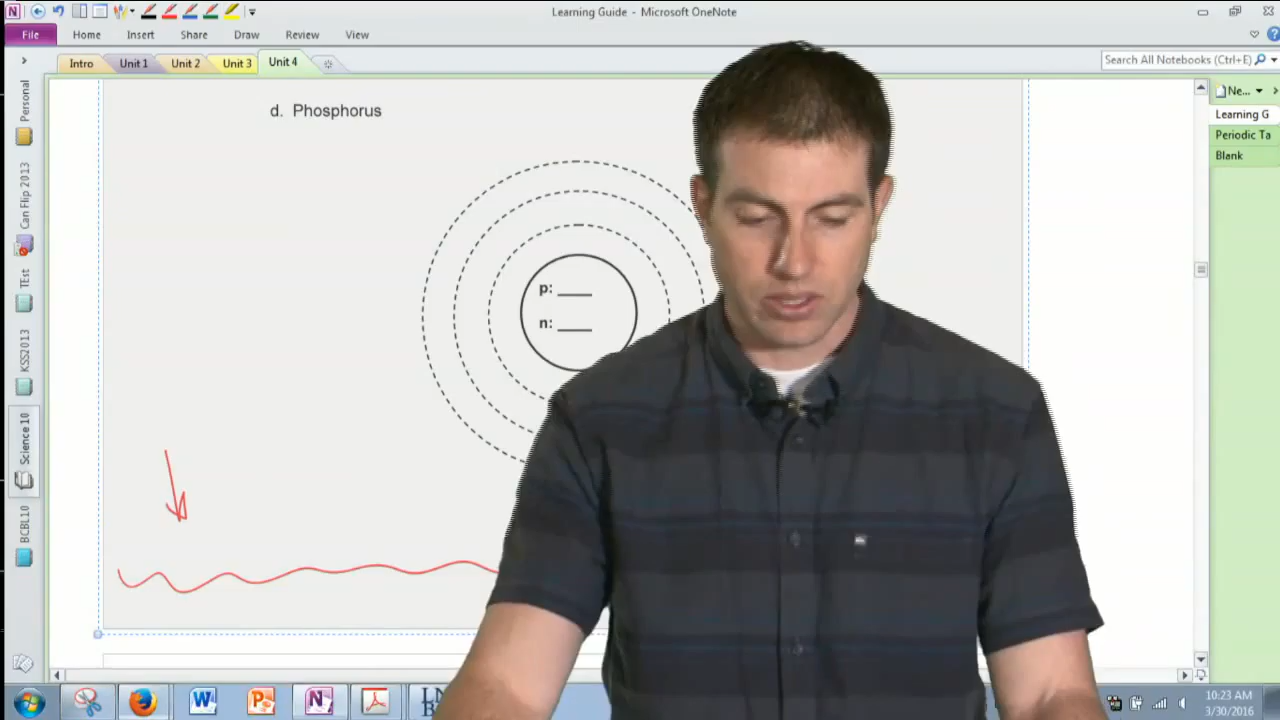 Learning Guide - Microsoft OneNote
File Home Insert Share Draw Review View
Intro Unit 1 Unit 2 Unit 3 Unit 4
Search All Notebooks (Ctrl+E)
Ne...
Learning G
Periodic Ta
Blank
Personal
Can Flip 2013
TEst
KSS2013
Science 10
BCBL10
d. Phosphorus
p: ____
n: ____
10:23 AM
3/30/2016